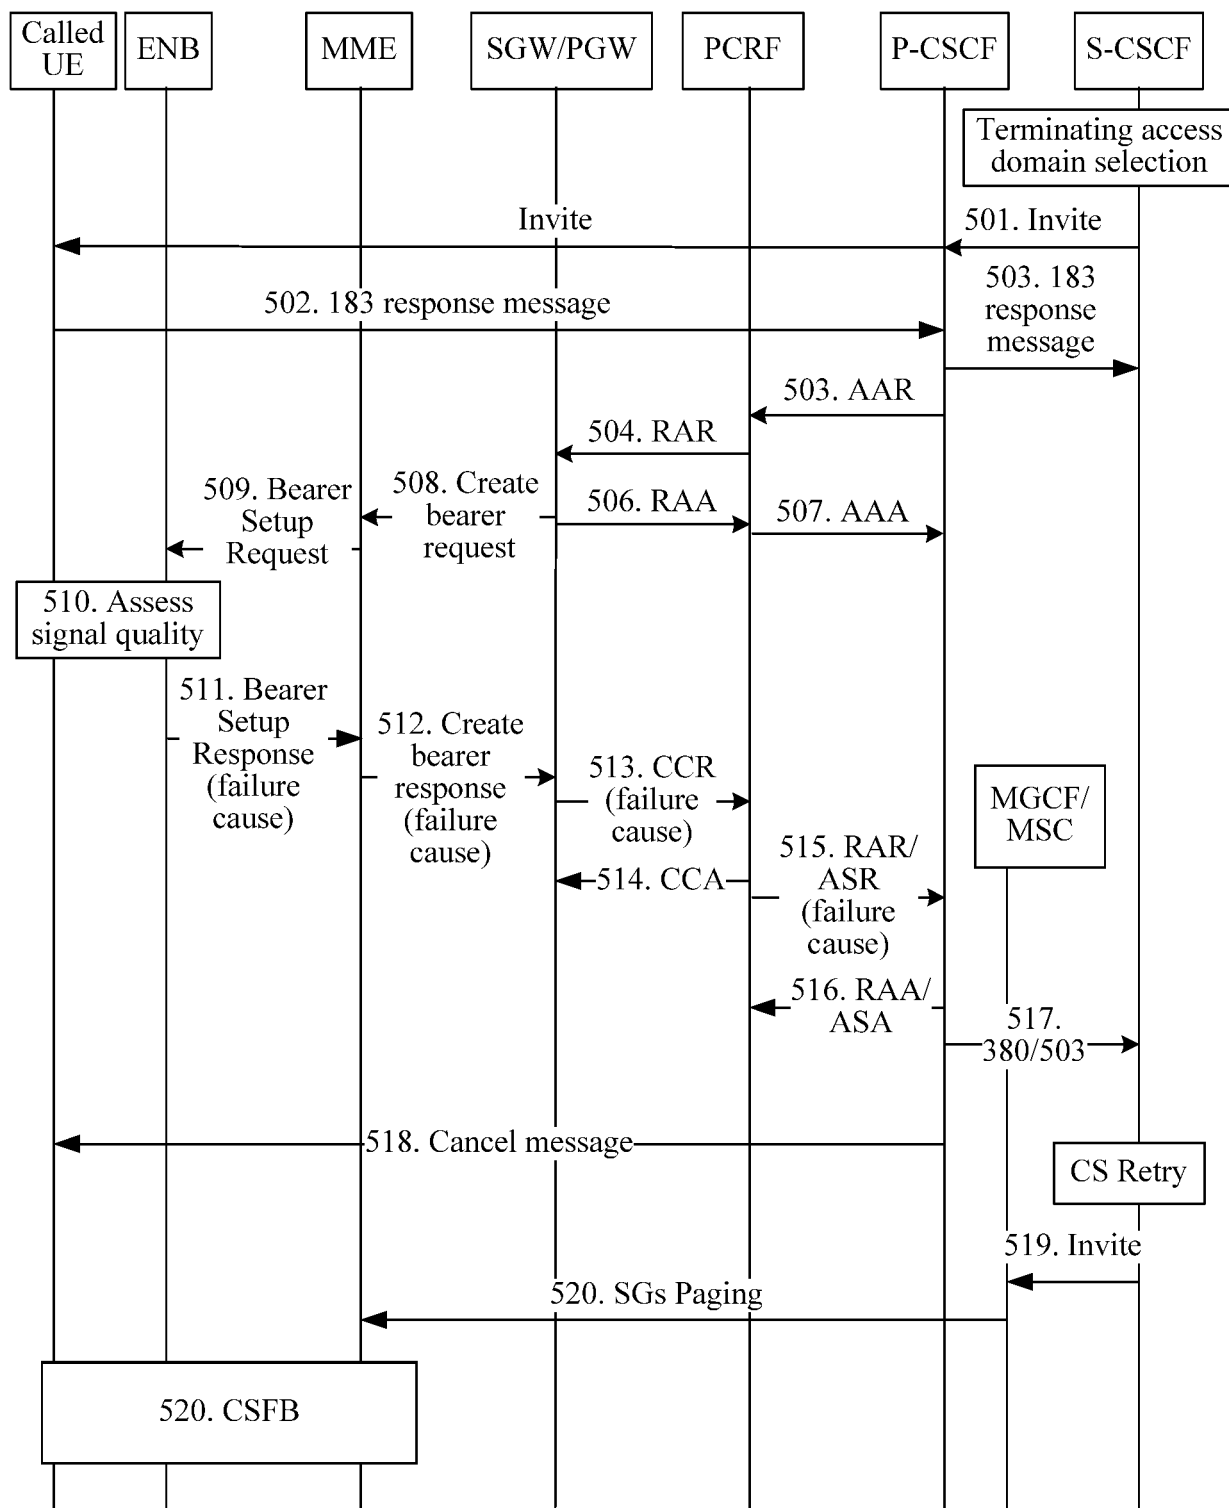 Called
UE
ENB
MME
SGW/PGW
PCRF
P-CSCF
S-CSCF
Terminating access
domain selection
Invite
501. Invite
502. 183 response message
503. 183
response
message
503. AAR
504. RAR
509. Bearer
Setup
Request
508. Create
bearer
request
506. RAA
507. AAA
510. Assess
signal quality
511. Bearer
Setup
Response
(failure
cause)
512. Create
bearer
response
(failure
cause)
513. CCR
(failure
cause)
MGCF/
MSC
514. CCA
515. RAR/
ASR
(failure
cause)
516. RAA/
ASA
517.
380/503
518. Cancel message
CS Retry
519. Invite
520. SGs Paging
520. CSFB